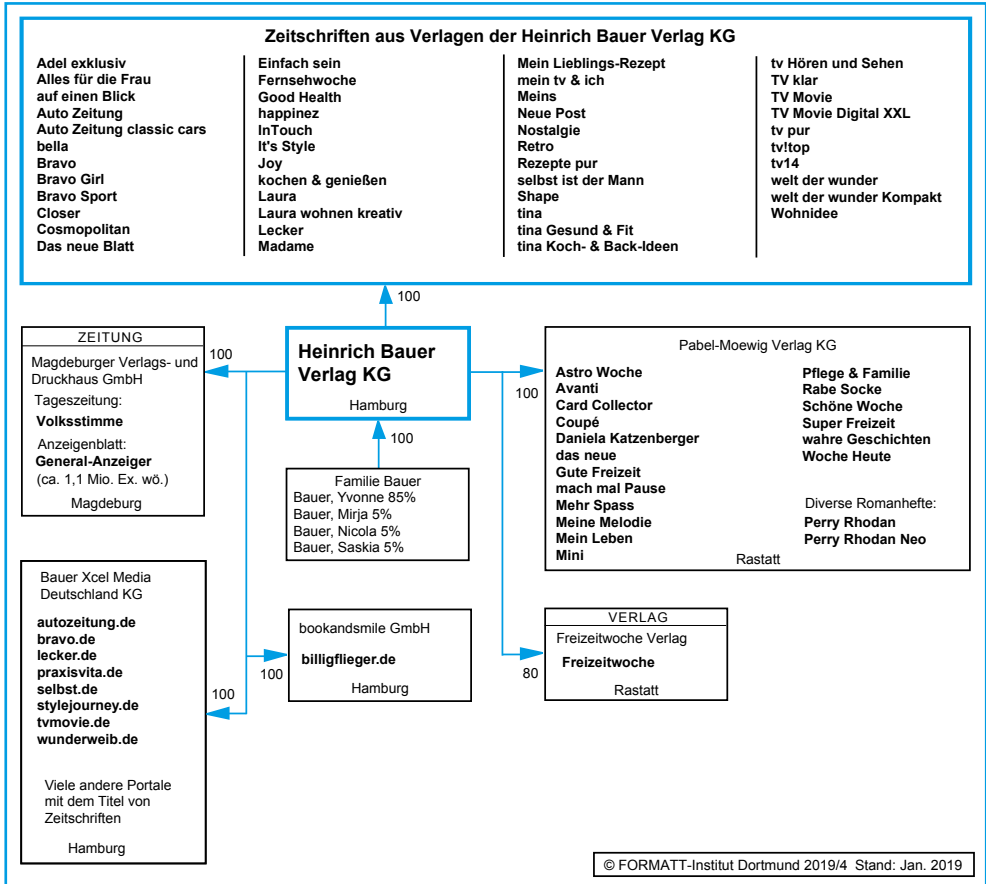 Zeitschriften aus Verlagen der Heinrich Bauer Verlag KG
Adel exklusiv
Alles für die Frau
auf einen Blick
Auto Zeitung
Auto Zeitung classic cars
bella
Bravo
Bravo Girl
Bravo Sport
Closer
Cosmopolitan
Das neue Blatt
Einfach sein
Fernsehwoche
Good Health
happinez
InTouch
It's Style
Joy
kochen & genießen
Laura
Laura wohnen kreativ
Lecker
Madame
Mein Lieblings-Rezept
mein tv & ich
Meins
Neue Post
Nostalgie
Retro
Rezepte pur
selbst ist der Mann
Shape
tina
tina Gesund & Fit
tina Koch- & Back-Ideen
tv Hören und Sehen
TV klar
TV Movie
TV Movie Digital XXL
tv pur
tv!top
tv14
welt der wunder
welt der wunder Kompakt
Wohnidee
100
ZEITUNG
Magdeburger Verlags- und
Druckhaus GmbH
Tageszeitung:
Volksstimme
Anzeigenblatt:
General-Anzeiger
(ca. 1,1 Mio. Ex. wö.)
Magdeburg
100
Heinrich Bauer
Verlag KG
Hamburg
100
Familie Bauer
Bauer, Yvonne 85%
Bauer, Mirja 5%
Bauer, Nicola 5%
Bauer, Saskia 5%
100
Pabel-Moewig Verlag KG
Astro Woche
Avanti
Card Collector
Coupé
Daniela Katzenberger
das neue
Gute Freizeit
mach mal Pause
Mehr Spass
Meine Melodie
Mein Leben
Mini
Pflege & Familie
Rabe Socke
Schöne Woche
Super Freizeit
wahre Geschichten
Woche Heute
Diverse Romanhefte:
Perry Rhodan
Perry Rhodan Neo
Rastatt
Bauer Xcel Media
Deutschland KG
autozeitung.de
bravo.de
lecker.de
praxisvita.de
selbst.de
stylejourney.de
tvmovie.de
wunderweib.de
Viele andere Portale
mit dem Titel von
Zeitschriften
Hamburg
100
100
bookandsmile GmbH
billigflieger.de
Hamburg
80
VERLAG
Freizeitwoche Verlag
Freizeitwoche
Rastatt
© FORMATT-Institut Dortmund 2019/4 Stand: Jan. 2019